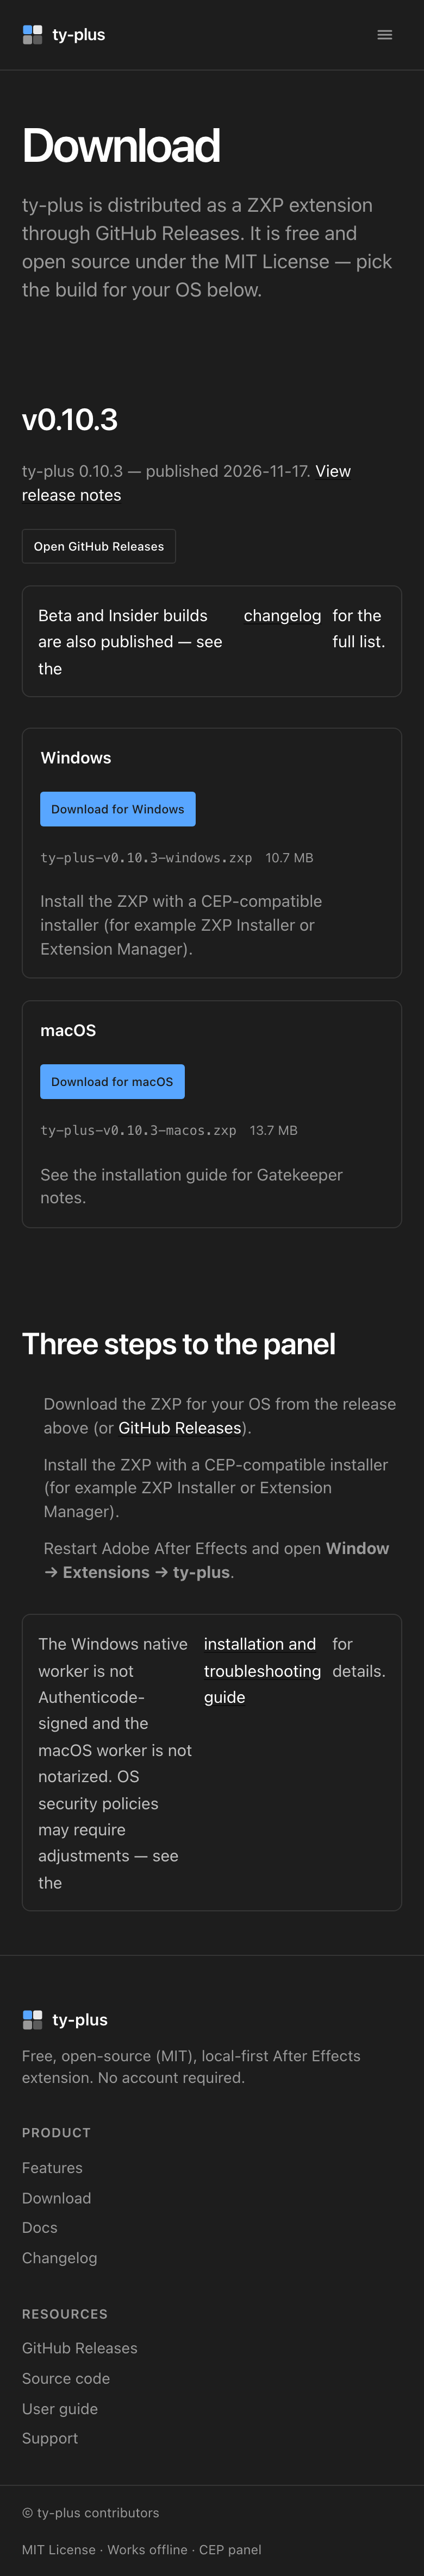 ty-plus
Download
ty-plus is distributed as a ZXP extension
through GitHub Releases. It is free and
open source under the MIT License — pick
the build for your OS below.
v0.10.3
ty-plus 0.10.3 — published 2026-11-17. View
release notes
Open GitHub Releases
Beta and Insider builds
are also published — see
the
changelog
for the
full list.
Windows
Download for Windows
ty-plus-v0.10.3-windows.zxp 10.7 MB
Install the ZXP with a CEP-compatible
installer (for example ZXP Installer or
Extension Manager).
macOS
Download for macOS
ty-plus-v0.10.3-macos.zxp 13.7 MB
See the installation guide for Gatekeeper
notes.
Three steps to the panel
Download the ZXP for your OS from the release
above (or GitHub Releases).
Install the ZXP with a CEP-compatible installer
(for example ZXP Installer or Extension
Manager).
Restart Adobe After Effects and open Window
→ Extensions → ty-plus.
The Windows native
worker is not
Authenticode-
signed and the
macOS worker is not
notarized. OS
security policies
may require
adjustments — see
the
installation and
troubleshooting
guide
for
details.
ty-plus
Free, open-source (MIT), local-first After Effects
extension. No account required.
PRODUCT
Features
Download
Docs
Changelog
RESOURCES
GitHub Releases
Source code
User guide
Support
© ty-plus contributors
MIT License · Works offline · CEP panel